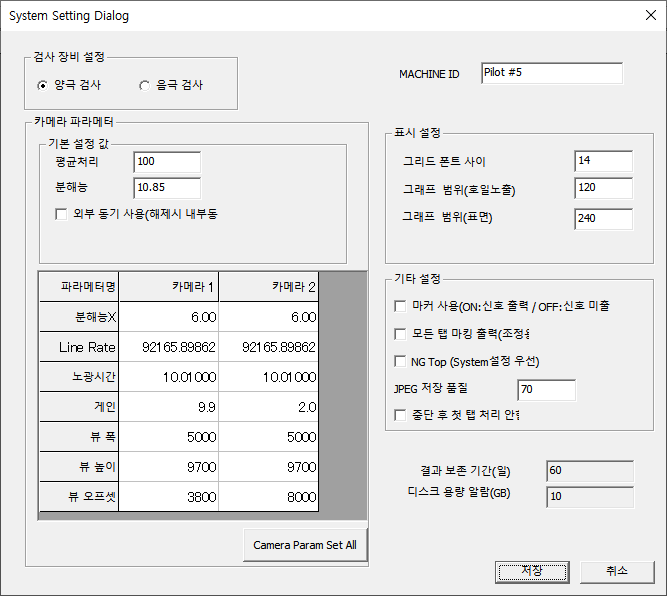 System Setting Dialog
검사 장비 설정
양극 검사
음극 검사
MACHINE ID
Pilot #5
카메라 파라메터
기본 설정 값
평균처리
100
분해능
10.85
외부 동기 사용(해제시 내부동
파라메터명 카메라 1 카메라 2
분해능X 6.00 6.00
Line Rate 92165.89862 92165.89862
노광시간 10.01000 10.01000
게인 9.9 2.0
뷰 폭 5000 5000
뷰 높이 9700 9700
뷰 오프셋 3800 8000
Camera Param Set All
표시 설정
그리드 폰트 사이
14
그래프 범위(호일노출)
120
그래프 범위(표면)
240
기타 설정
마커 사용(ON:신호 출력 / OFF:신호 미출
모든 탭 마킹 출력(조정용
NG Top (System설정 우선)
JPEG 저장 품질
70
중단 후 첫 탭 처리 안함
결과 보존 기간(일)
60
디스크 용량 알람(GB)
10
저장
취소